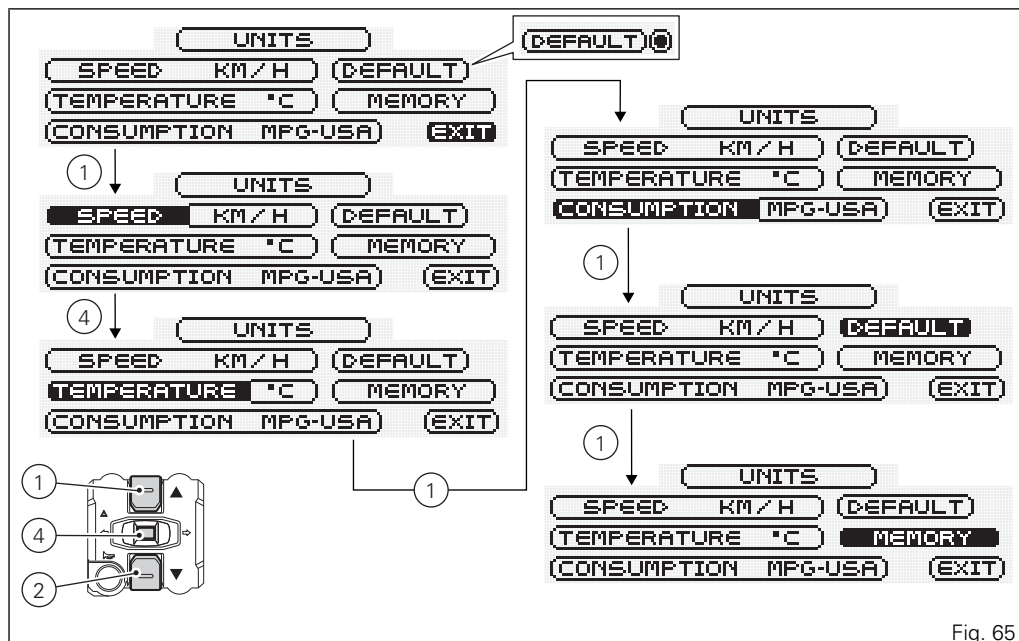 UNITS
SPEED KM/H DEFAULT
TEMPERATURE °C MEMORY
CONSUMPTION MPG-USA EXIT
DEFAULT
1
UNITS
SPEED KM/H DEFAULT
TEMPERATURE °C MEMORY
CONSUMPTION MPG-USA EXIT
4
UNITS
SPEED KM/H DEFAULT
TEMPERATURE °C MEMORY
CONSUMPTION MPG-USA EXIT
1
UNITS
SPEED KM/H DEFAULT
TEMPERATURE °C MEMORY
CONSUMPTION MPG-USA EXIT
1
UNITS
SPEED KM/H DEFAULT
TEMPERATURE °C MEMORY
CONSUMPTION MPG-USA EXIT
1
UNITS
SPEED KM/H DEFAULT
TEMPERATURE °C MEMORY
CONSUMPTION MPG-USA EXIT
1
4
2
Fig. 65